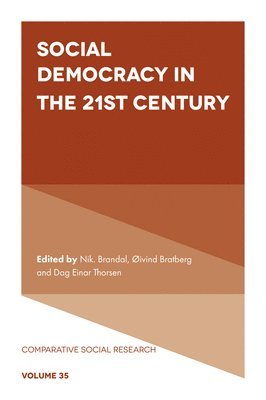 SOCIAL
DEMOCRACY IN
THE 21ST CENTURY
Edited by Nik. Brandal, Øivind Bratberg
and Dag Einar Thorsen
COMPARATIVE SOCIAL RESEARCH
VOLUME 35